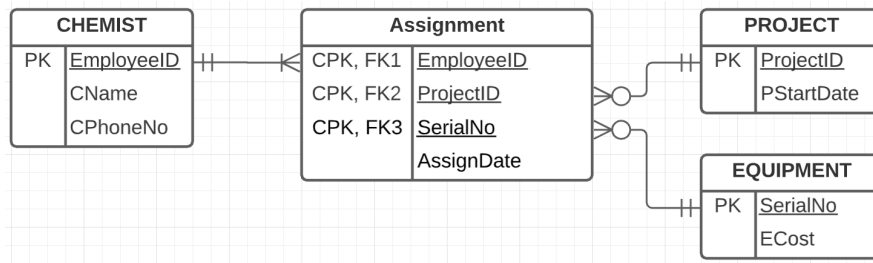 CHEMIST
PK EmployeeID
CName
CPhoneNo
Assignment
CPK, FK1 EmployeeID
CPK, FK2 ProjectID
CPK, FK3 SerialNo
AssignDate
PROJECT
PK ProjectID
PStartDate
EQUIPMENT
PK SerialNo
ECost